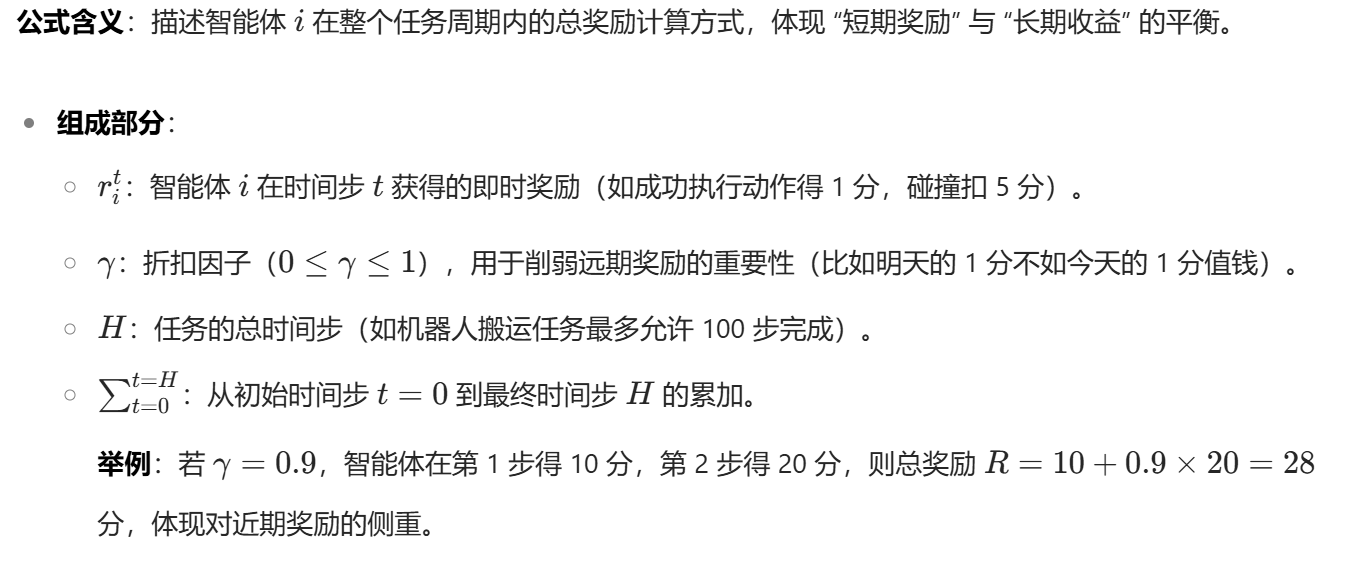 公式含义：描述智能体 i 在整个任务周期内的总奖励计算方式，体现 “短期奖励” 与 “长期收益” 的平衡。
• 组成部分：
○ $r_i^t$：智能体 i 在时间步 t 获得的即时奖励（如成功执行动作得 1 分，碰撞扣 5 分）。
○ γ：折扣因子（0 ≤ γ ≤ 1），用于削弱远期奖励的重要性（比如明天的 1 分不如今天的 1 分值钱）。
○ H：任务的总时间步（如机器人搬运任务最多允许 100 步完成）。
○ $\sum_{t=0}^{t=H}$：从初始时间步 t = 0 到最终时间步 H 的累加。
举例：若 γ = 0.9，智能体在第 1 步得 10 分，第 2 步得 20 分，则总奖励 R = 10 + 0.9 × 20 = 28
分，体现对近期奖励的侧重。